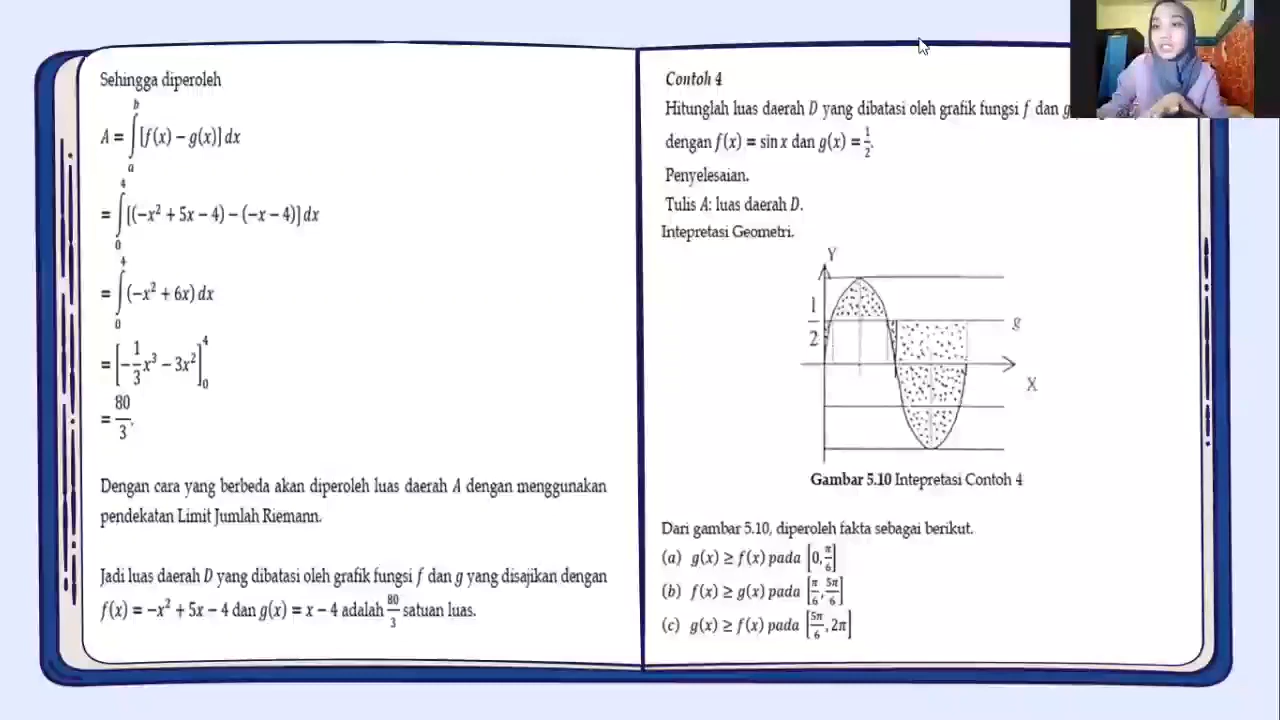 Sehingga diperoleh
A = ∫_a^b [f(x) − g(x)] dx
= ∫_0^4 [(−x² + 5x − 4) − (−x − 4)] dx
= ∫_0^4 (−x² + 6x) dx
= [−1/3 x³ − 3x²]_0^4
= 80/3.
Dengan cara yang berbeda akan diperoleh luas daerah A dengan menggunakan
pendekatan Limit Jumlah Riemann.
Jadi luas daerah D yang dibatasi oleh grafik fungsi f dan g yang disajikan dengan
f(x) = −x² + 5x − 4 dan g(x) = x − 4 adalah 80/3 satuan luas.
Contoh 4
Hitunglah luas daerah D yang dibatasi oleh grafik fungsi f dan g
dengan f(x) = sin x dan g(x) = 1/2.
Penyelesaian.
Tulis A: luas daerah D.
Intepretasi Geometri.
Y
1/2
g
X
Gambar 5.10 Intepretasi Contoh 4
Dari gambar 5.10, diperoleh fakta sebagai berikut.
(a) g(x) ≥ f(x) pada [0, π/6]
(b) f(x) ≥ g(x) pada [π/6, 5π/6]
(c) g(x) ≥ f(x) pada [5π/6, 2π]